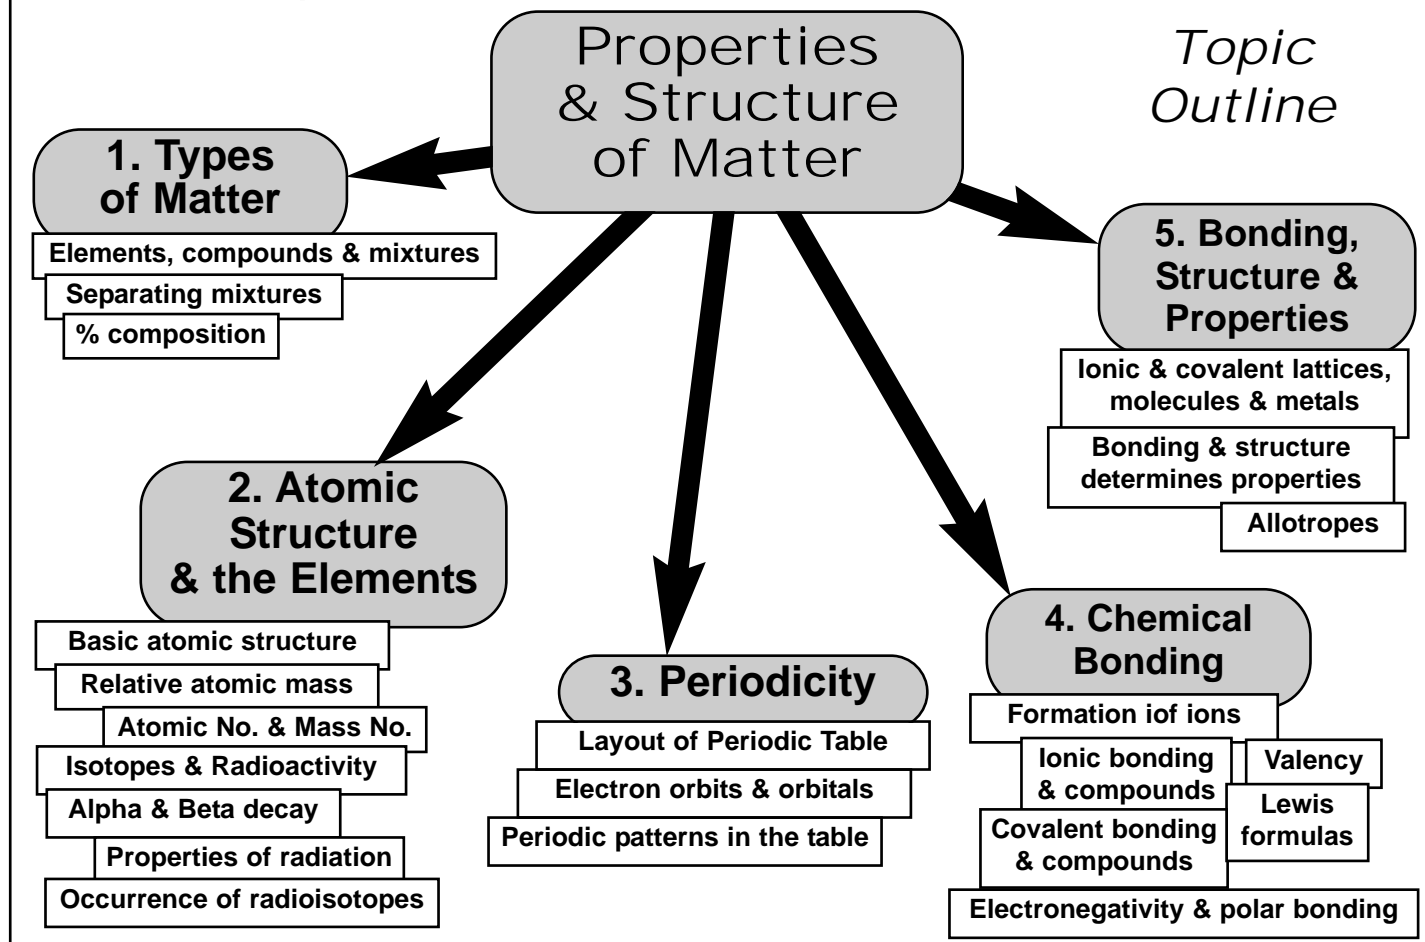 Properties
& Structure
of Matter
Topic
Outline
1. Types
of Matter
Elements, compounds & mixtures
Separating mixtures
% composition
2. Atomic
Structure
& the Elements
Basic atomic structure
Relative atomic mass
Atomic No. & Mass No.
Isotopes & Radioactivity
Alpha & Beta decay
Properties of radiation
Occurrence of radioisotopes
3. Periodicity
Layout of Periodic Table
Electron orbits & orbitals
Periodic patterns in the table
4. Chemical
Bonding
Formation iof ions
Ionic bonding
& compounds
Valency
Lewis
formulas
Covalent bonding
& compounds
Electronegativity & polar bonding
5. Bonding,
Structure &
Properties
Ionic & covalent lattices,
molecules & metals
Bonding & structure
determines properties
Allotropes